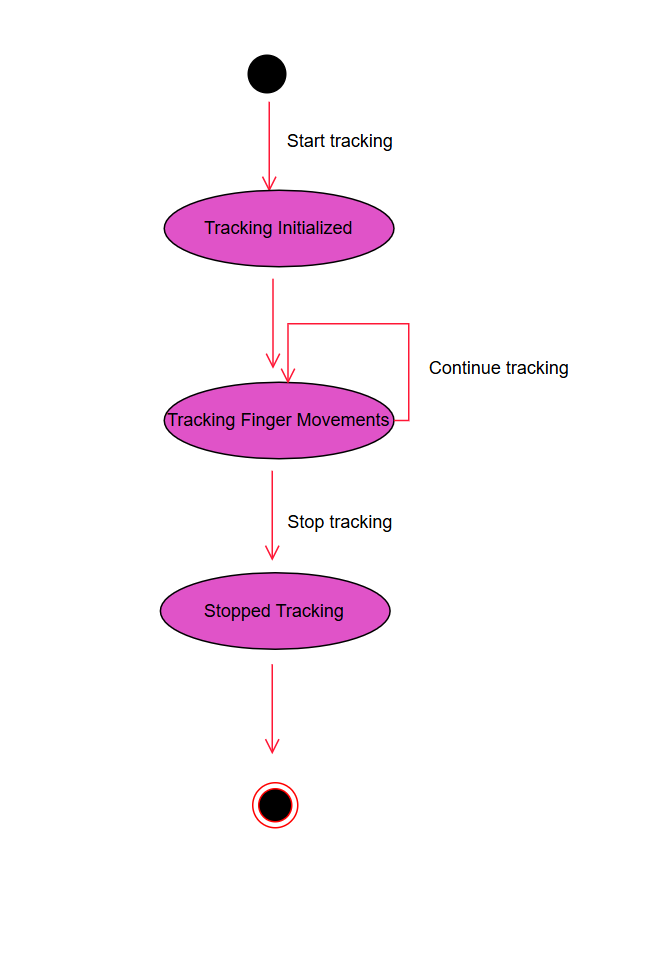 Start tracking
Tracking Initialized
Continue tracking
Tracking Finger Movements
Stop tracking
Stopped Tracking